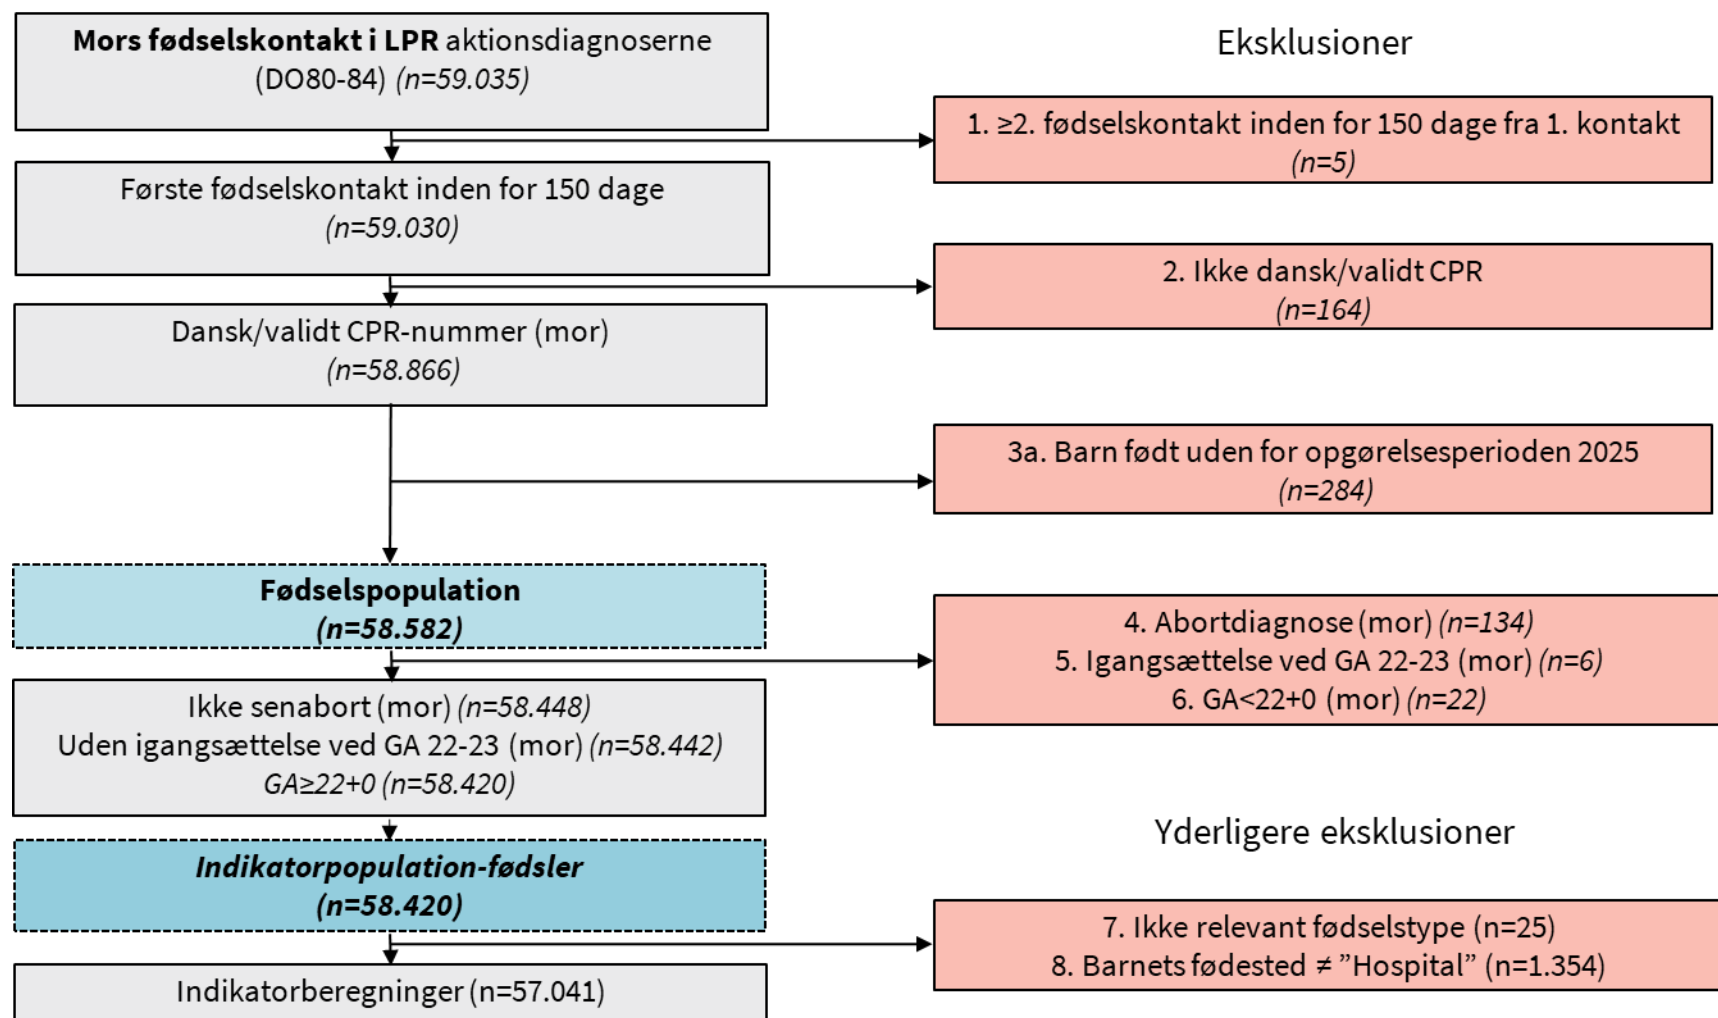 Mors fødselskontakt i LPR aktionsdiagnoserne
(DO80-84) (n=59.035)
Eksklusioner
1. ≥2. fødselskontakt inden for 150 dage fra 1. kontakt
(n=5)
Første fødselskontakt inden for 150 dage
(n=59.030)
2. Ikke dansk/validt CPR
(n=164)
Dansk/validt CPR-nummer (mor)
(n=58.866)
3a. Barn født uden for opgørelsesperioden 2025
(n=284)
Fødselspopulation
(n=58.582)
4. Abortdiagnose (mor) (n=134)
5. Igangsættelse ved GA 22-23 (mor) (n=6)
6. GA<22+0 (mor) (n=22)
Ikke senabort (mor) (n=58.448)
Uden igangsættelse ved GA 22-23 (mor) (n=58.442)
GA≥22+0 (n=58.420)
Yderligere eksklusioner
Indikatorpopulation-fødsler
(n=58.420)
7. Ikke relevant fødselstype (n=25)
8. Barnets fødested ≠ ”Hospital” (n=1.354)
Indikatorberegninger (n=57.041)